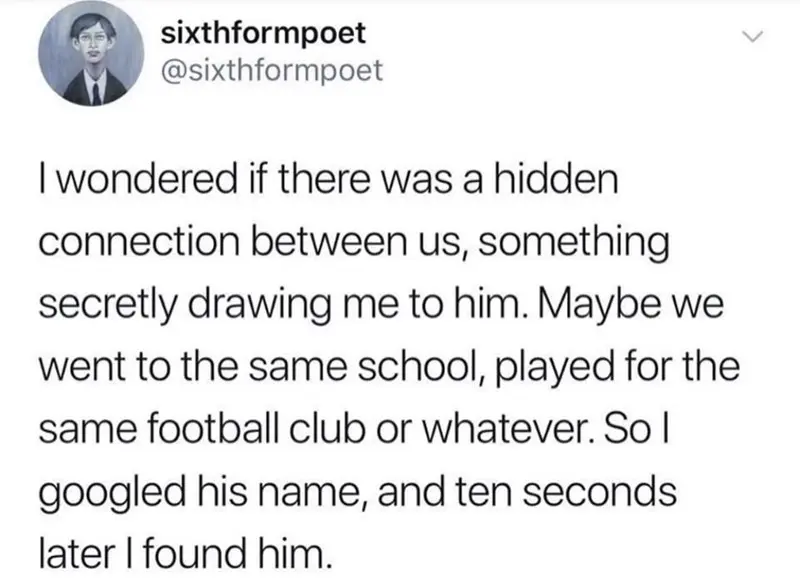 sixthformpoet
@sixthformpoet
I wondered if there was a hidden
connection between us, something
secretly drawing me to him. Maybe we
went to the same school, played for the
same football club or whatever. So I
googled his name, and ten seconds
later I found him.